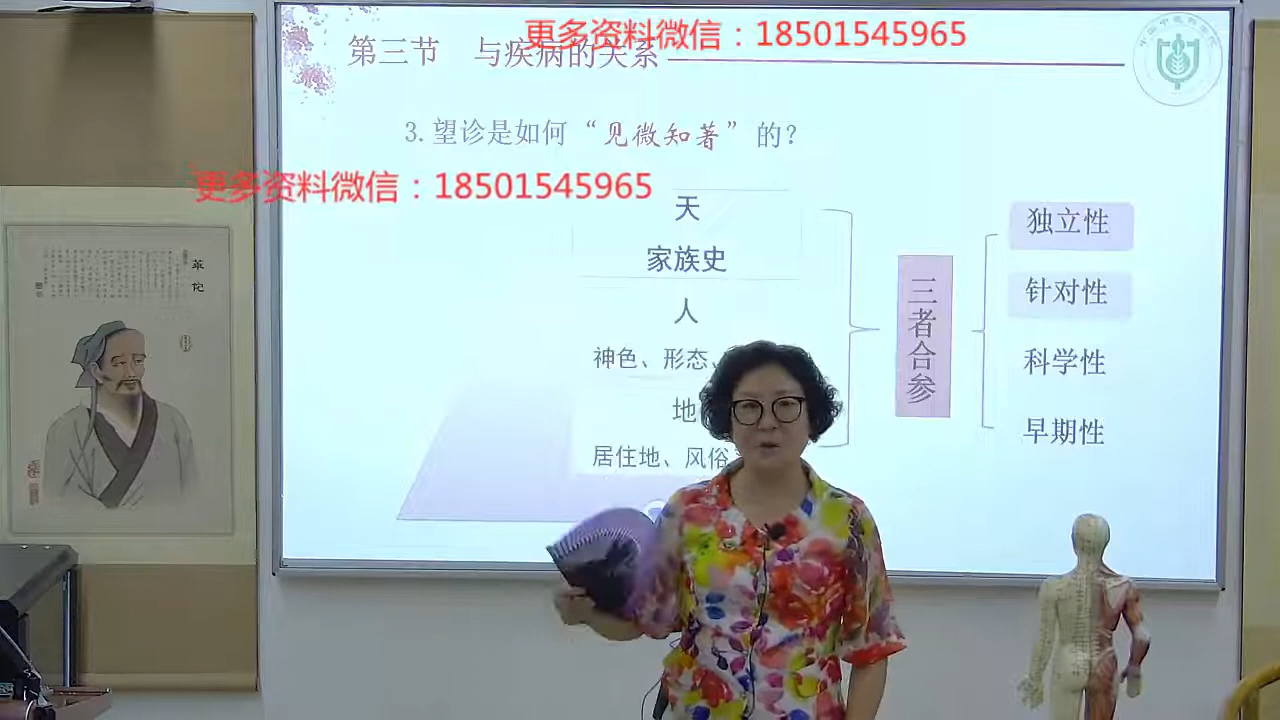 更多资料微信：18501545965
第三节 与疾病的关系
3.望诊是如何“见微知著”的？
更多资料微信：18501545965
天
家族史
人
神色、形态、
地
居住地、风俗
三者合参
独立性
针对性
科学性
早期性
华佗